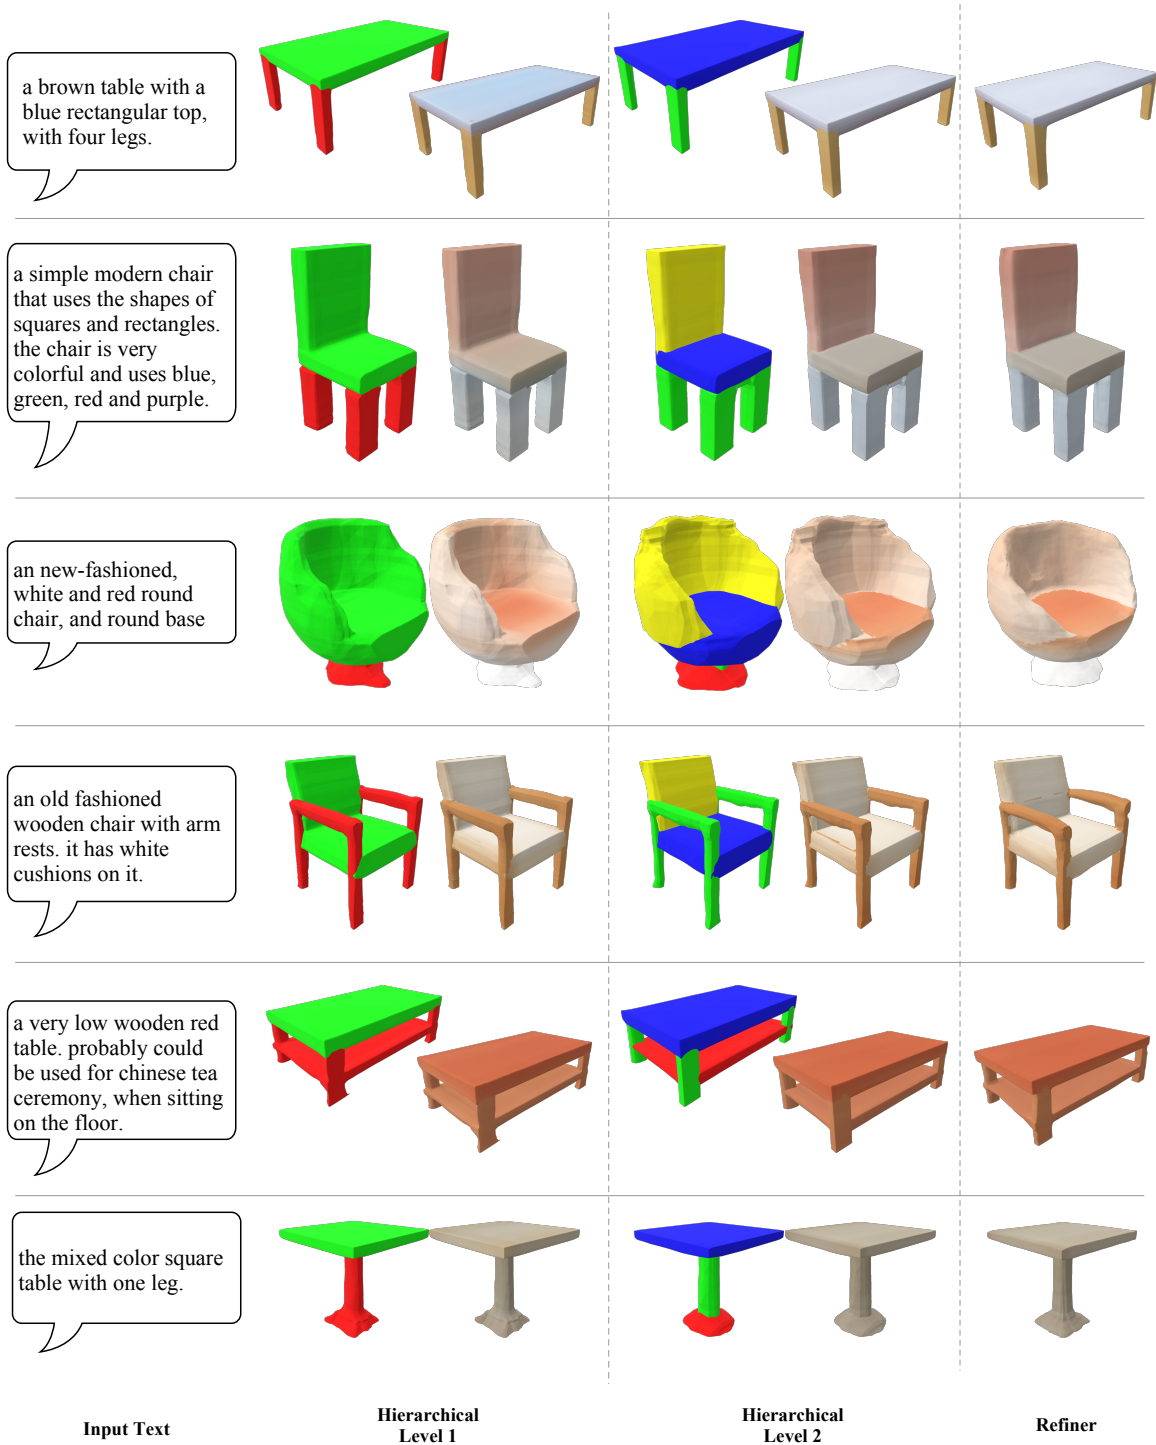 a brown table with a
blue rectangular top,
with four legs.
a simple modern chair
that uses the shapes of
squares and rectangles.
the chair is very
colorful and uses blue,
green, red and purple.
an new-fashioned,
white and red round
chair, and round base
an old fashioned
wooden chair with arm
rests. it has white
cushions on it.
a very low wooden red
table. probably could
be used for chinese tea
ceremony, when sitting
on the floor.
the mixed color square
table with one leg.
Input Text
Hierarchical
Level 1
Hierarchical
Level 2
Refiner